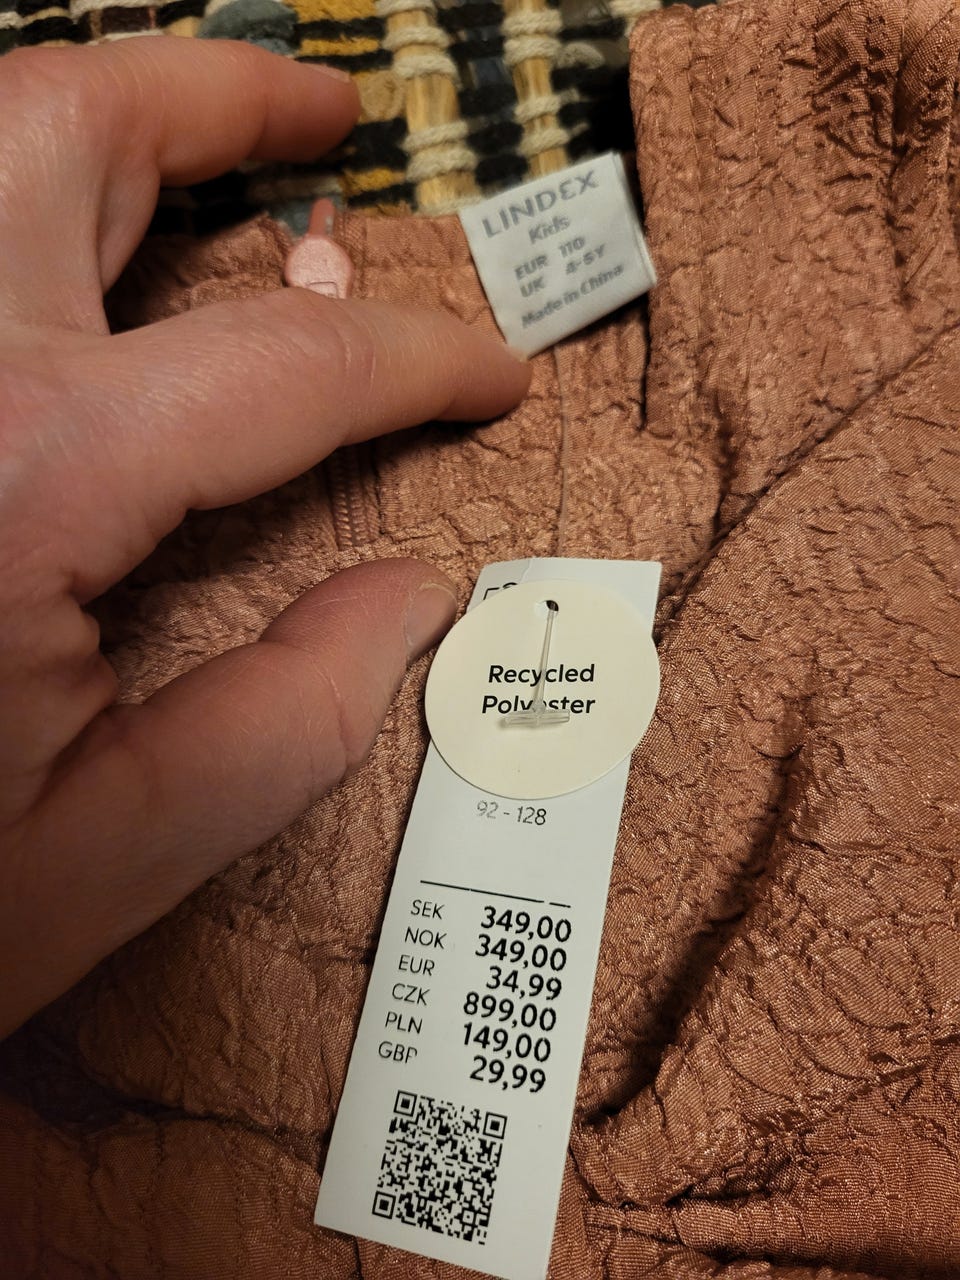 LINDEX
Kids
EUR 110
UK 4-5Y
Made in China
Recycled
Polyester
92 - 128
SEK 349,00
NOK 349,00
EUR 34,99
CZK 899,00
PLN 149,00
GBP 29,99